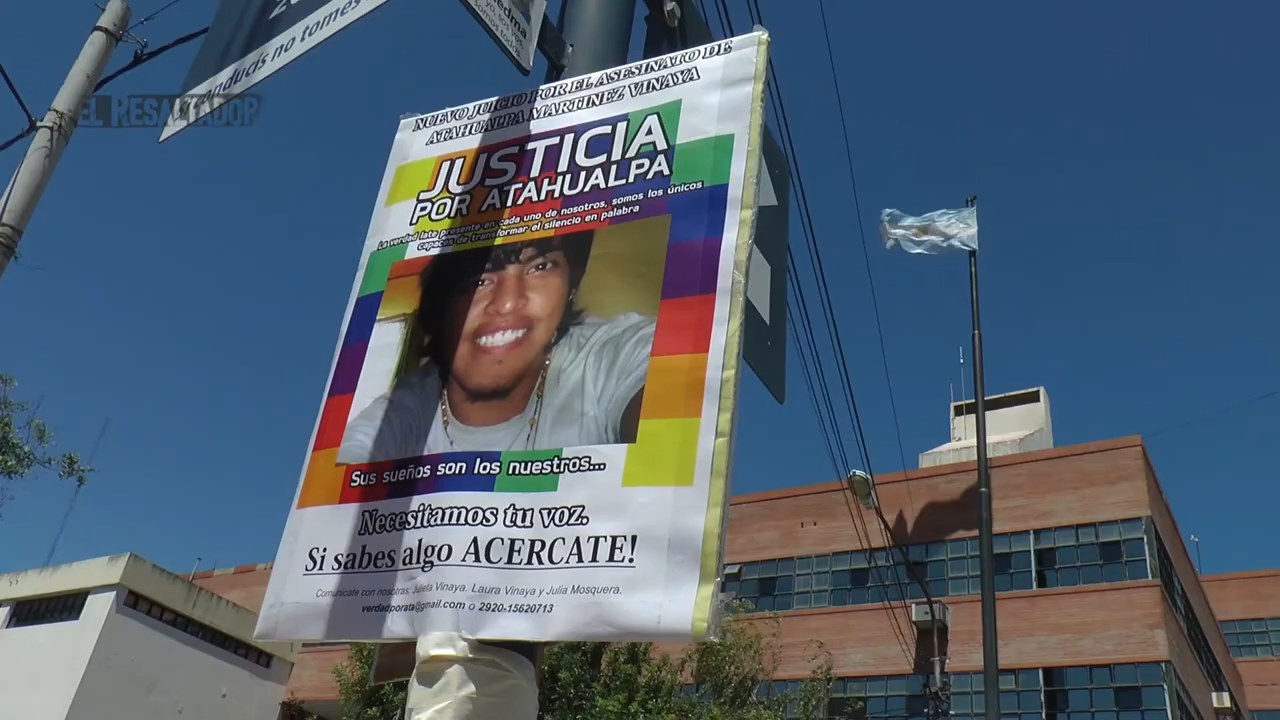 conducís no tomes
EL RESALTADOR
NUEVO JUICIO POR EL ASESINATO DE
ATAHUALPA MARTINEZ VINAYA
JUSTICIA
POR ATAHUALPA
La verdad late presente en cada uno de nosotros, somos los únicos
capaces de transformar el silencio en palabra
Sus sueños son los nuestros...
Necesitamos tu voz.
Si sabes algo ACERCATE!
Comunicate con nosotras: Julieta Vinaya. Laura Vinaya y Julia Mosquera.
verdadporata@gmail.com o 2920-15620713